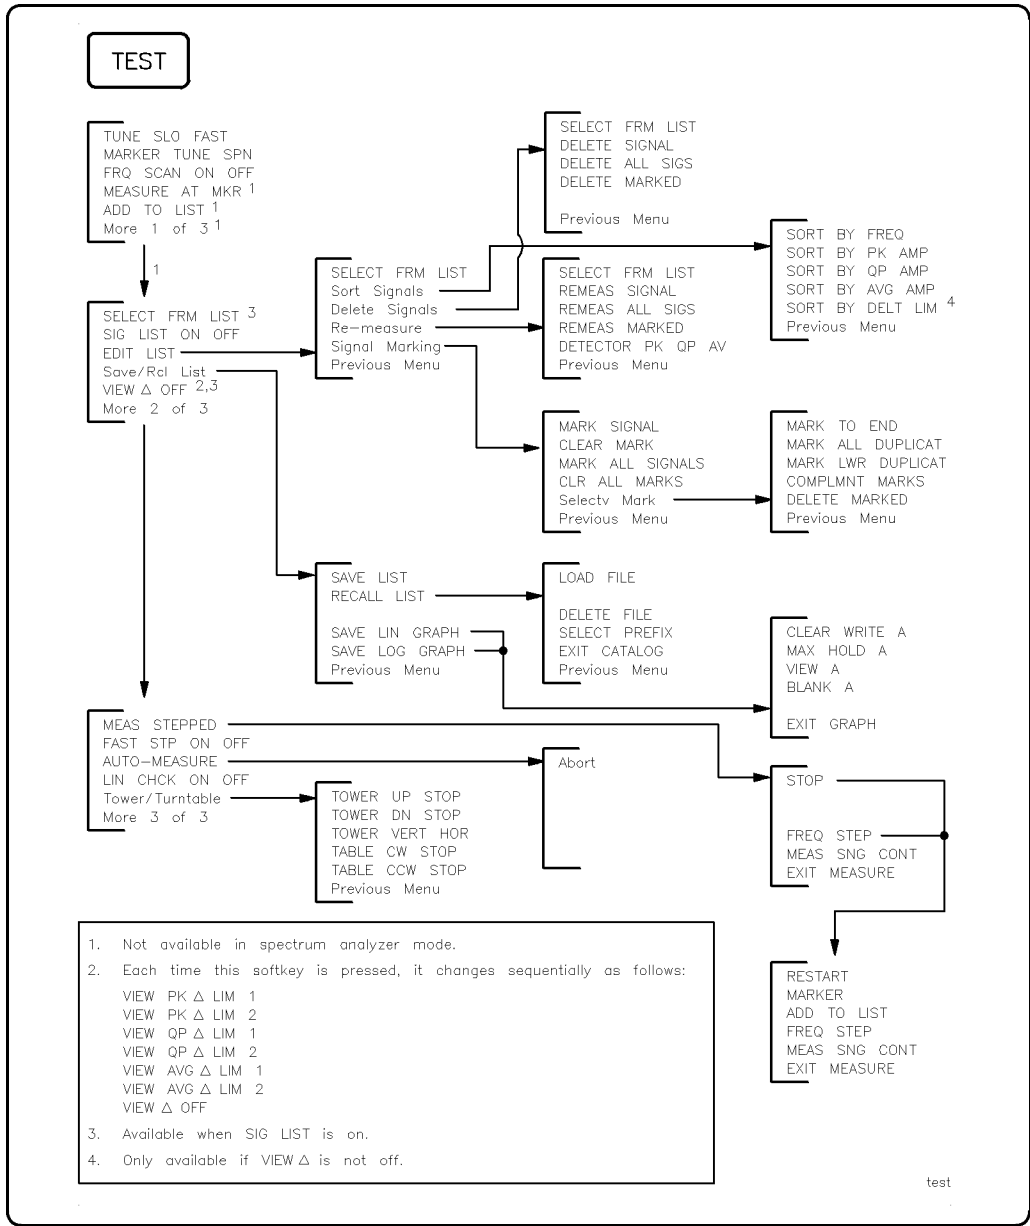 TEST
TUNE SLO FAST
MARKER TUNE SPN
FRQ SCAN ON OFF
MEASURE AT MKR 1
ADD TO LIST 1
More 1 of 3 1
1
SELECT FRM LIST 3
SIG LIST ON OFF
EDIT LIST
Save/Rcl List
VIEW Δ OFF 2,3
More 2 of 3
SELECT FRM LIST
Sort Signals
Delete Signals
Re-measure
Signal Marking
Previous Menu
SELECT FRM LIST
DELETE SIGNAL
DELETE ALL SIGS
DELETE MARKED
Previous Menu
SORT BY FREQ
SORT BY PK AMP
SORT BY QP AMP
SORT BY AVG AMP
SORT BY DELT LIM 4
Previous Menu
SELECT FRM LIST
REMEAS SIGNAL
REMEAS ALL SIGS
REMEAS MARKED
DETECTOR PK QP AV
Previous Menu
MARK SIGNAL
CLEAR MARK
MARK ALL SIGNALS
CLR ALL MARKS
Selectv Mark
Previous Menu
MARK TO END
MARK ALL DUPLICAT
MARK LWR DUPLICAT
COMPLMNT MARKS
DELETE MARKED
Previous Menu
SAVE LIST
RECALL LIST
SAVE LIN GRAPH
SAVE LOG GRAPH
Previous Menu
LOAD FILE
DELETE FILE
SELECT PREFIX
EXIT CATALOG
Previous Menu
CLEAR WRITE A
MAX HOLD A
VIEW A
BLANK A
EXIT GRAPH
MEAS STEPPED
FAST STP ON OFF
AUTO-MEASURE
LIN CHCK ON OFF
Tower/Turntable
More 3 of 3
TOWER UP STOP
TOWER DN STOP
TOWER VERT HOR
TABLE CW STOP
TABLE CCW STOP
Previous Menu
Abort
STOP
FREQ STEP
MEAS SNG CONT
EXIT MEASURE
RESTART
MARKER
ADD TO LIST
FREQ STEP
MEAS SNG CONT
EXIT MEASURE
1. Not available in spectrum analyzer mode.
2. Each time this softkey is pressed, it changes sequentially as follows:
VIEW PK Δ LIM 1
VIEW PK Δ LIM 2
VIEW QP Δ LIM 1
VIEW QP Δ LIM 2
VIEW AVG Δ LIM 1
VIEW AVG Δ LIM 2
VIEW Δ OFF
3. Available when SIG LIST is on.
4. Only available if VIEW Δ is not off.
test